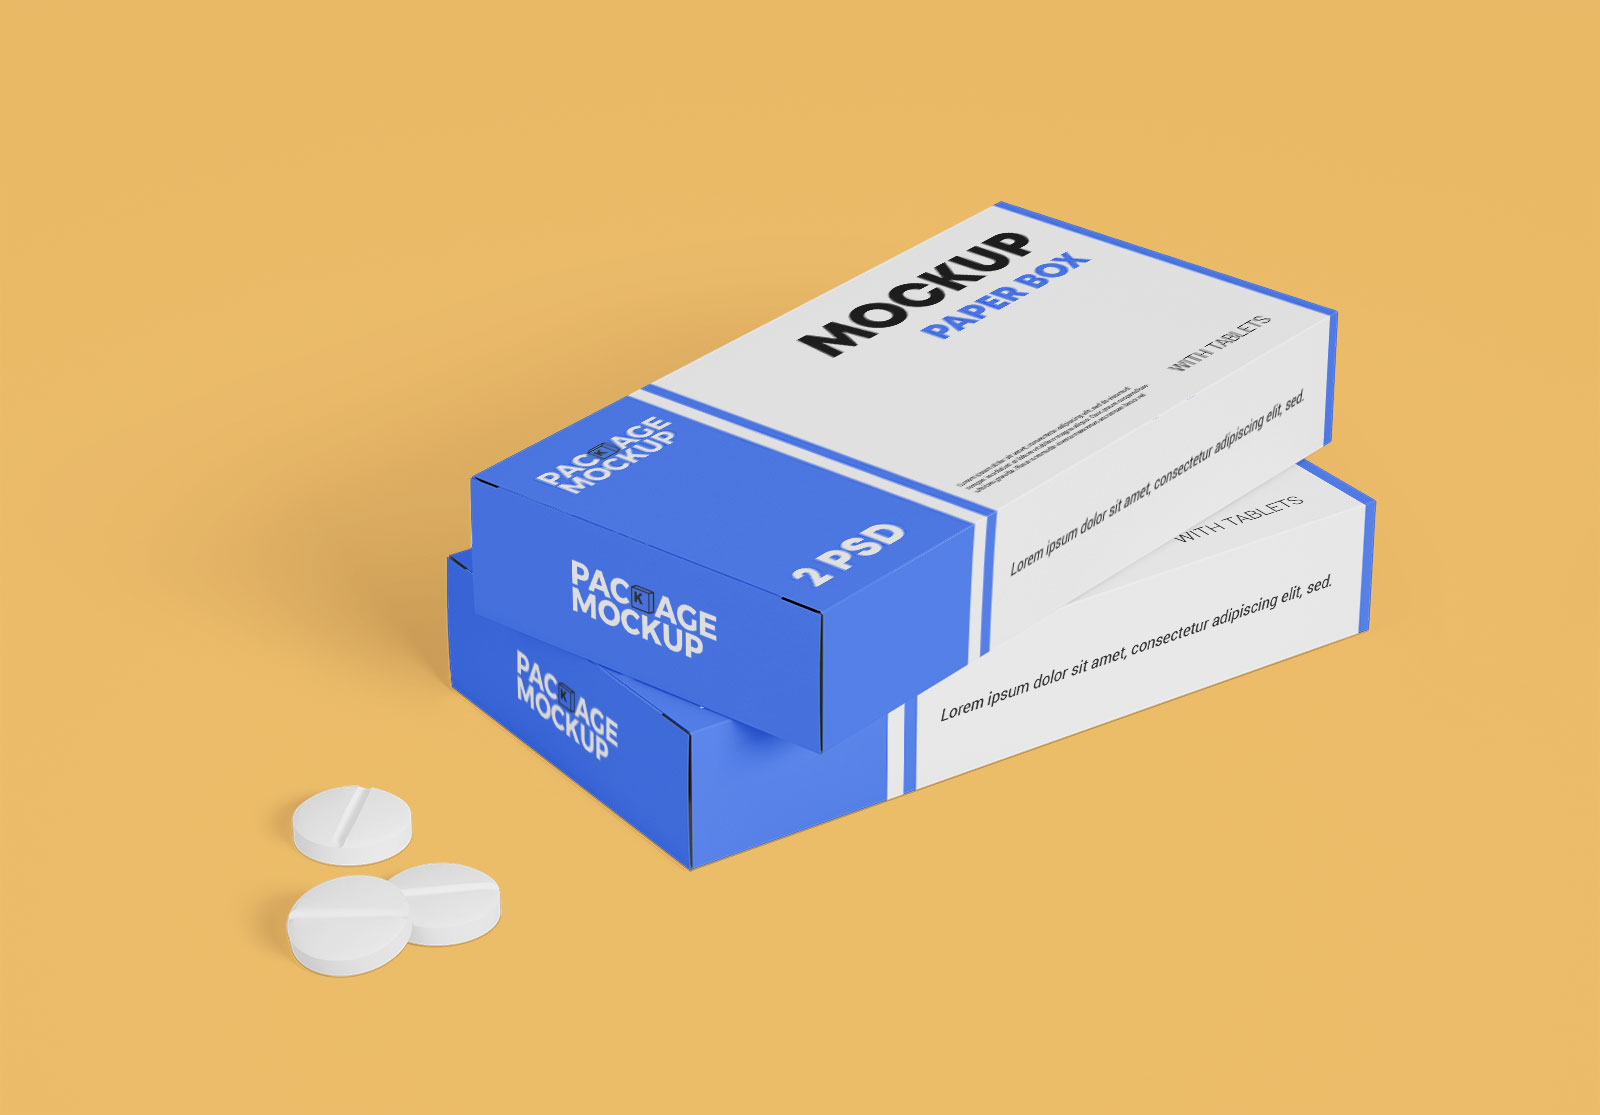 MOCKUP
PAPER BOX
WITH TABLETS
PACKAGE
MOCKUP
2 PSD
Lorem ipsum dolor sit amet, consectetur adipiscing elit, sed.
PACKAGE
MOCKUP
WITH TABLETS
Lorem ipsum dolor sit amet, consectetur adipiscing elit, sed.
PACKAGE
MOCKUP